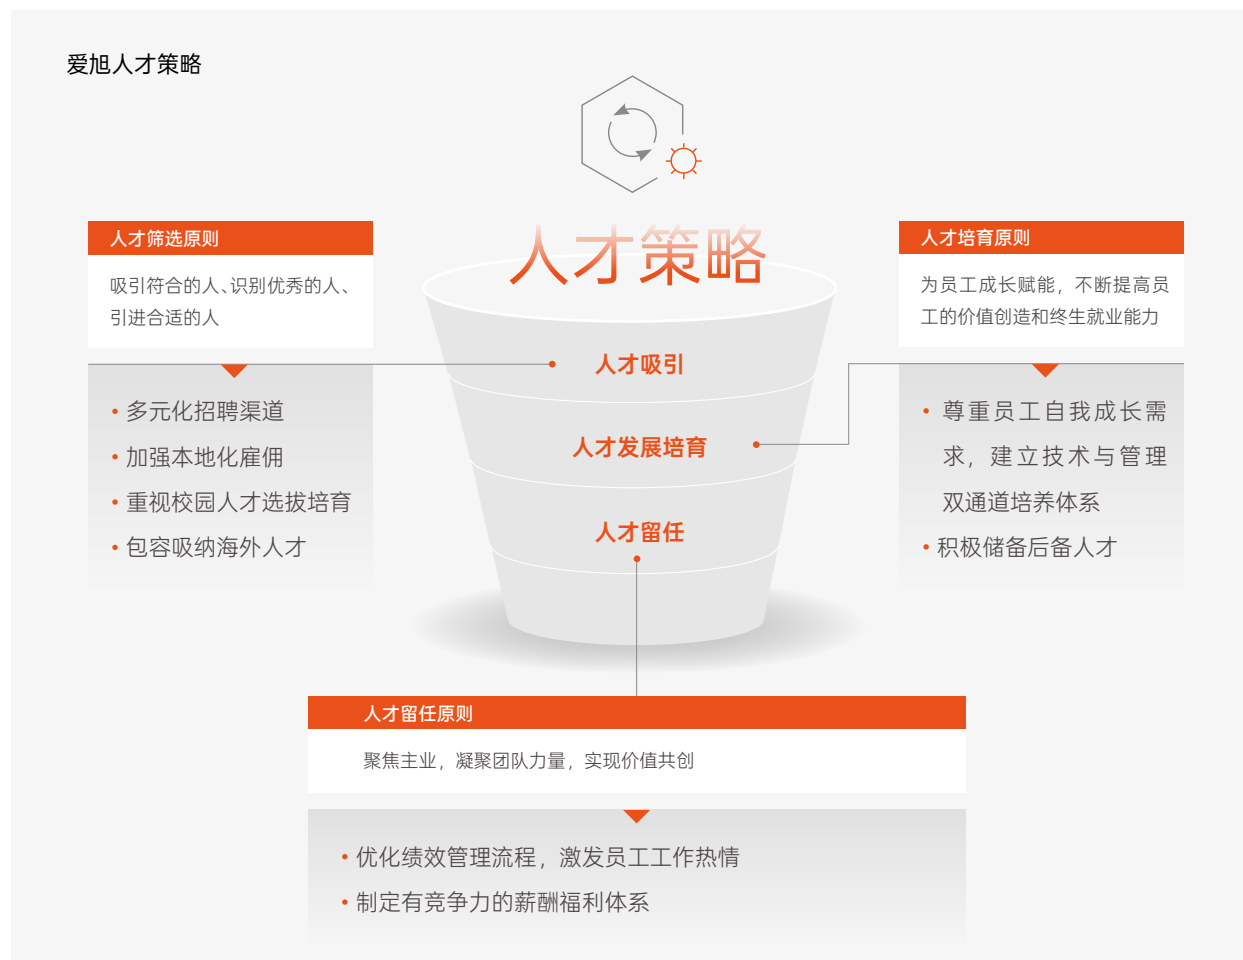 爱旭人才策略
人才策略
人才筛选原则
吸引符合的人、识别优秀的人、
引进合适的人
• 多元化招聘渠道
• 加强本地化雇佣
• 重视校园人才选拔培育
• 包容吸纳海外人才
人才吸引
人才发展培育
人才留任
人才培育原则
为员工成长赋能，不断提高员
工的价值创造和终生就业能力
• 尊重员工自我成长需
求，建立技术与管理
双通道培养体系
• 积极储备后备人才
人才留任原则
聚焦主业，凝聚团队力量，实现价值共创
• 优化绩效管理流程，激发员工工作热情
• 制定有竞争力的薪酬福利体系